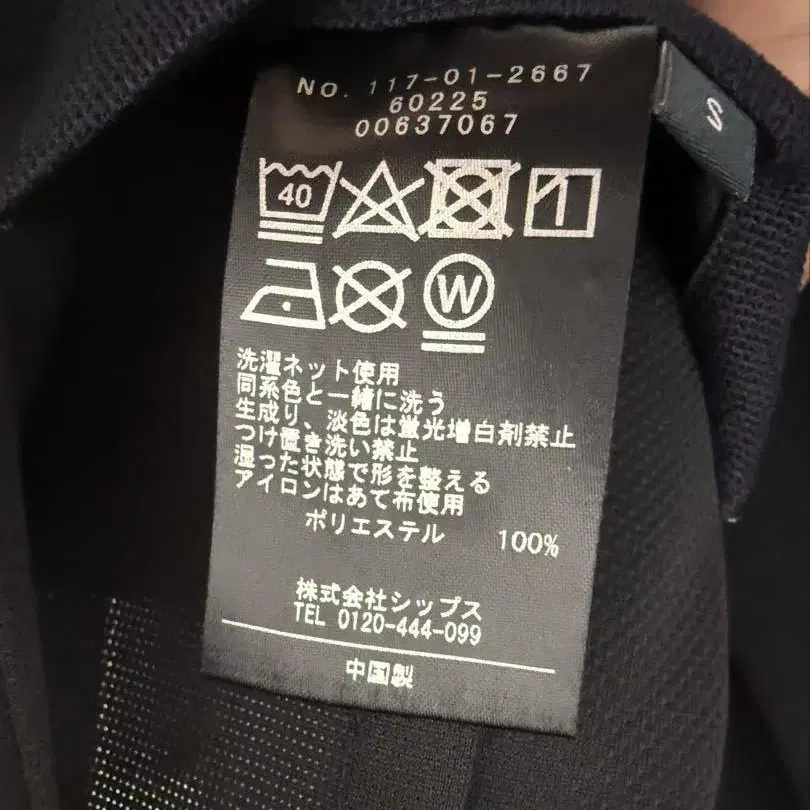 NO. 117-01-2667
60225
00637067
S
40
W
洗濯ネット使用
同系色と一緒に洗う
生成り、淡色は蛍光増白剤禁止
つけ置き洗い禁止
湿った状態で形を整える
アイロンはあて布使用
ポリエステル 100%
株式会社シップス
TEL 0120-444-099
中国製